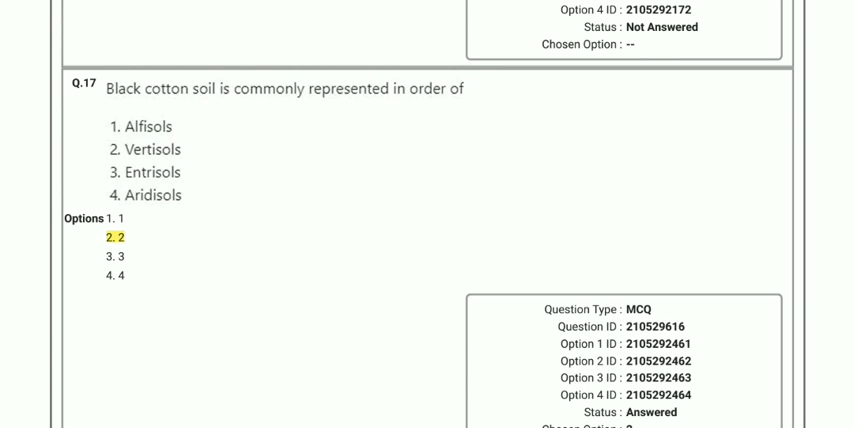 Option 4 ID : 2105292172
Status : Not Answered
Chosen Option : --
Q.17 Black cotton soil is commonly represented in order of
1. Alfisols
2. Vertisols
3. Entrisols
4. Aridisols
Options 1. 1
2. 2
3. 3
4. 4
Question Type : MCQ
Question ID : 210529616
Option 1 ID : 2105292461
Option 2 ID : 2105292462
Option 3 ID : 2105292463
Option 4 ID : 2105292464
Status : Answered
Chosen Option :